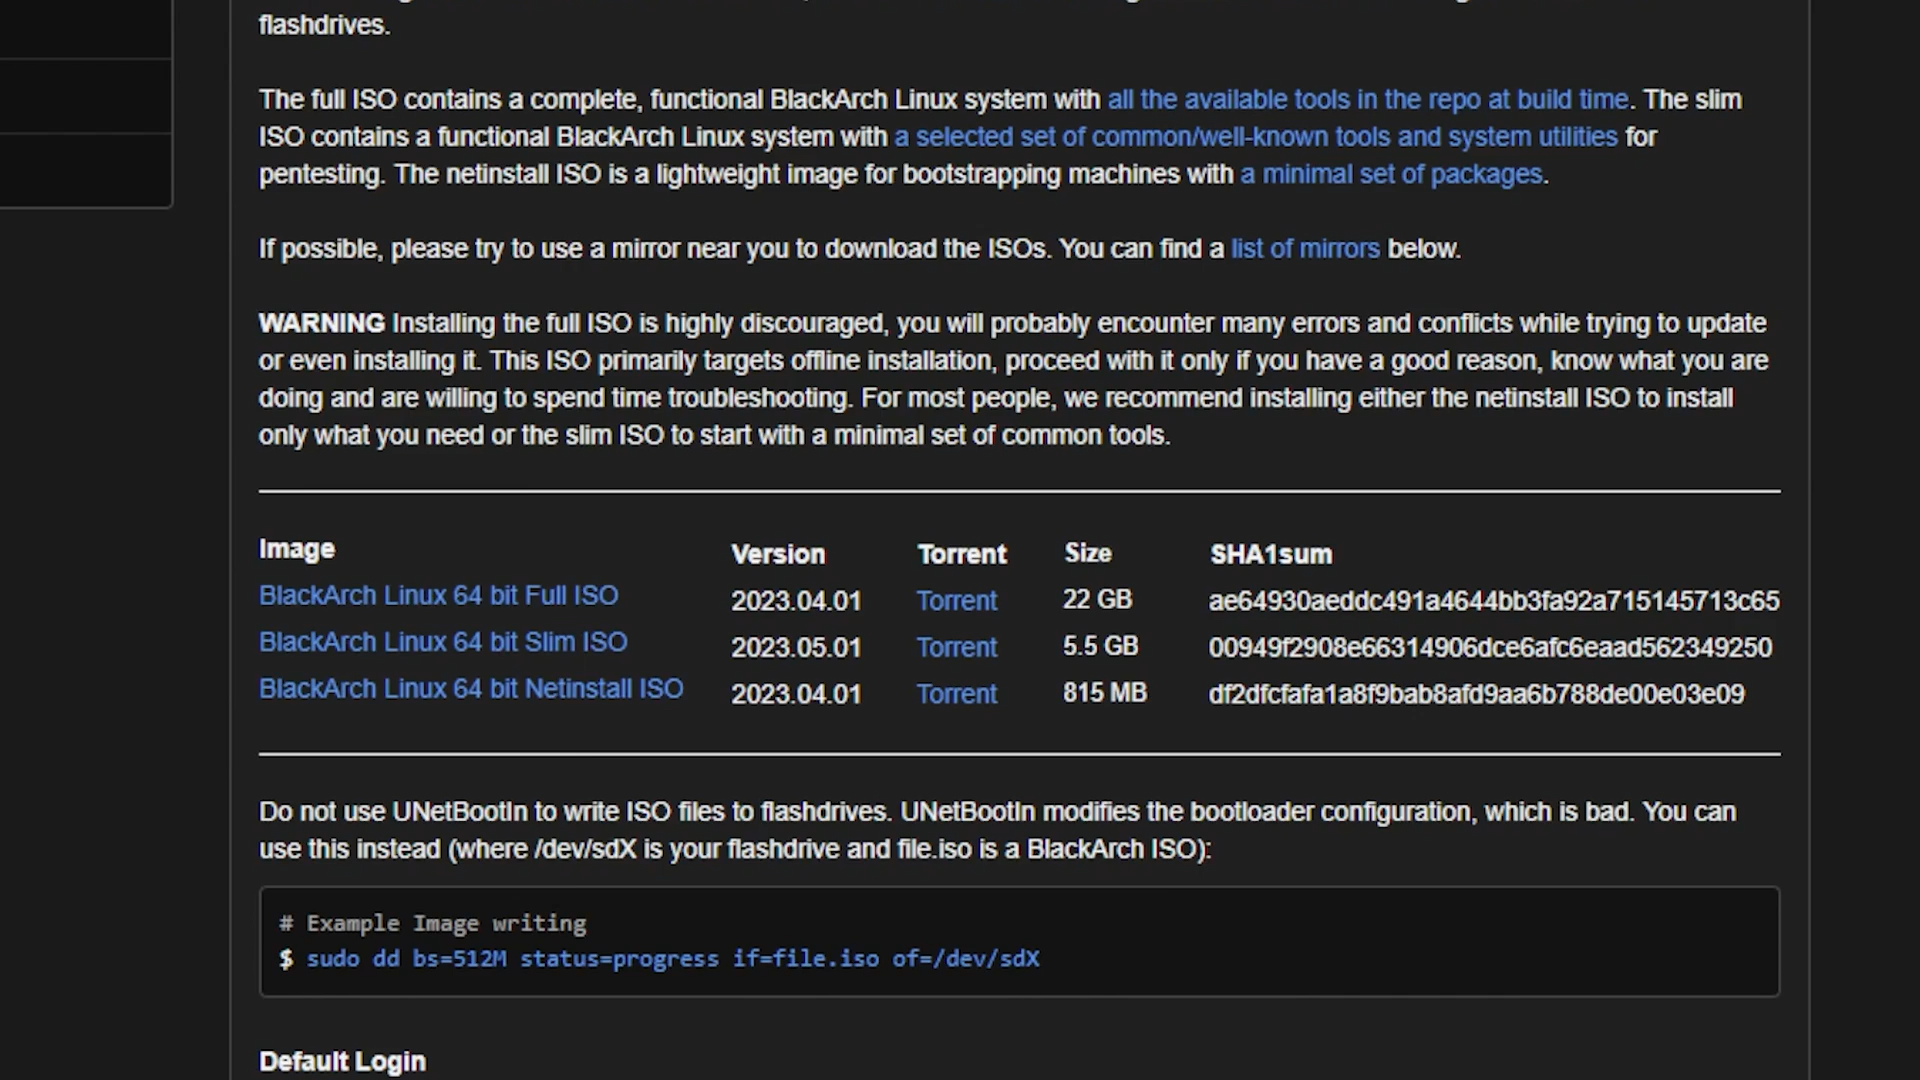 flashdrives.
The full ISO contains a complete, functional BlackArch Linux system with all the available tools in the repo at build time. The slim
ISO contains a functional BlackArch Linux system with a selected set of common/well-known tools and system utilities for
pentesting. The netinstall ISO is a lightweight image for bootstrapping machines with a minimal set of packages.
If possible, please try to use a mirror near you to download the ISOs. You can find a list of mirrors below.
WARNING Installing the full ISO is highly discouraged, you will probably encounter many errors and conflicts while trying to update
or even installing it. This ISO primarily targets offline installation, proceed with it only if you have a good reason, know what you are
doing and are willing to spend time troubleshooting. For most people, we recommend installing either the netinstall ISO to install
only what you need or the slim ISO to start with a minimal set of common tools.
Image Version Torrent Size SHA1sum
BlackArch Linux 64 bit Full ISO 2023.04.01 Torrent 22 GB ae64930aeddc491a4644bb3fa92a715145713c65
BlackArch Linux 64 bit Slim ISO 2023.05.01 Torrent 5.5 GB 00949f2908e66314906dce6afc6eaad562349250
BlackArch Linux 64 bit Netinstall ISO 2023.04.01 Torrent 815 MB df2dfcfafa1a8f9bab8afd9aa6b788de00e03e09
Do not use UNetBootIn to write ISO files to flashdrives. UNetBootIn modifies the bootloader configuration, which is bad. You can
use this instead (where /dev/sdX is your flashdrive and file.iso is a BlackArch ISO):
# Example Image writing
$ sudo dd bs=512M status=progress if=file.iso of=/dev/sdX
Default Login